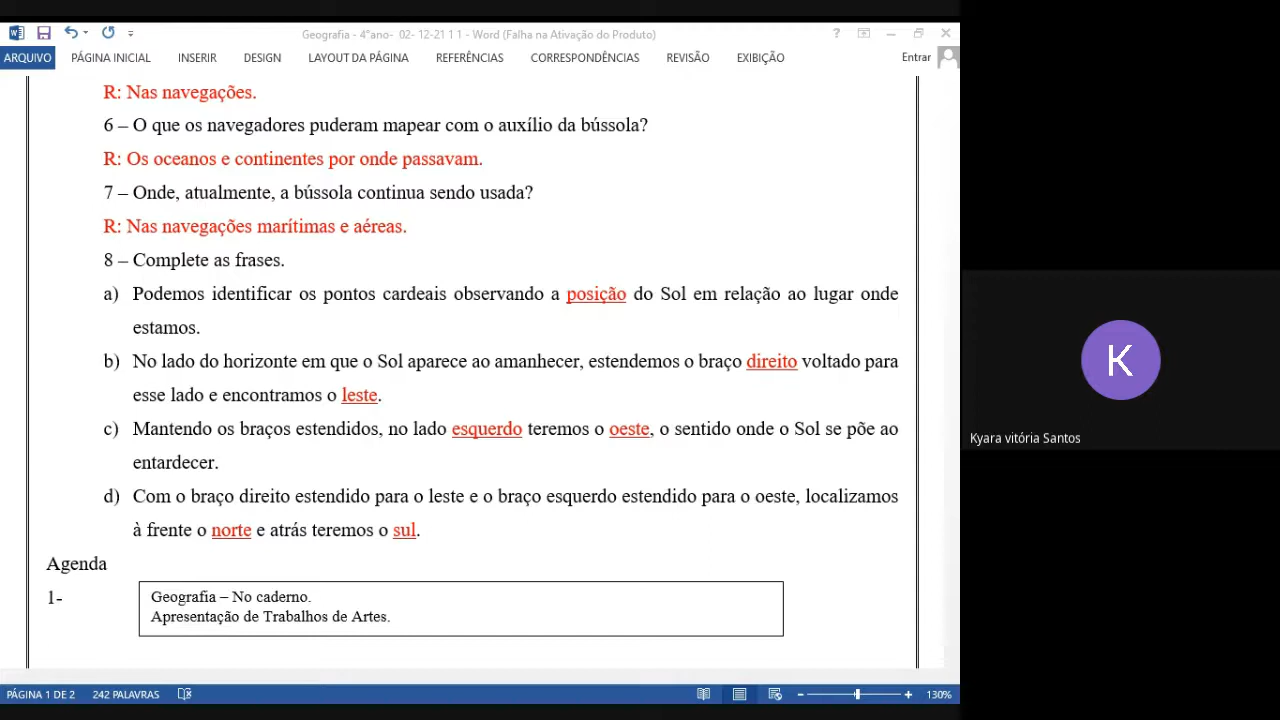 Geografia - 4°ano- 02- 12-21 1 1 - Word (Falha na Ativação do Produto)
?
ARQUIVO PÁGINA INICIAL INSERIR DESIGN LAYOUT DA PÁGINA REFERÊNCIAS CORRESPONDÊNCIAS REVISÃO EXIBIÇÃO Entrar
R: Nas navegações.
6 – O que os navegadores puderam mapear com o auxílio da bússola?
R: Os oceanos e continentes por onde passavam.
7 – Onde, atualmente, a bússola continua sendo usada?
R: Nas navegações marítimas e aéreas.
8 – Complete as frases.
a) Podemos identificar os pontos cardeais observando a posição do Sol em relação ao lugar onde
estamos.
b) No lado do horizonte em que o Sol aparece ao amanhecer, estendemos o braço direito voltado para
esse lado e encontramos o leste.
c) Mantendo os braços estendidos, no lado esquerdo teremos o oeste, o sentido onde o Sol se põe ao
entardecer.
d) Com o braço direito estendido para o leste e o braço esquerdo estendido para o oeste, localizamos
à frente o norte e atrás teremos o sul.
Agenda
1-
Geografia – No caderno.
Apresentação de Trabalhos de Artes.
K
Kyara vitória Santos
PÁGINA 1 DE 2 242 PALAVRAS 130%